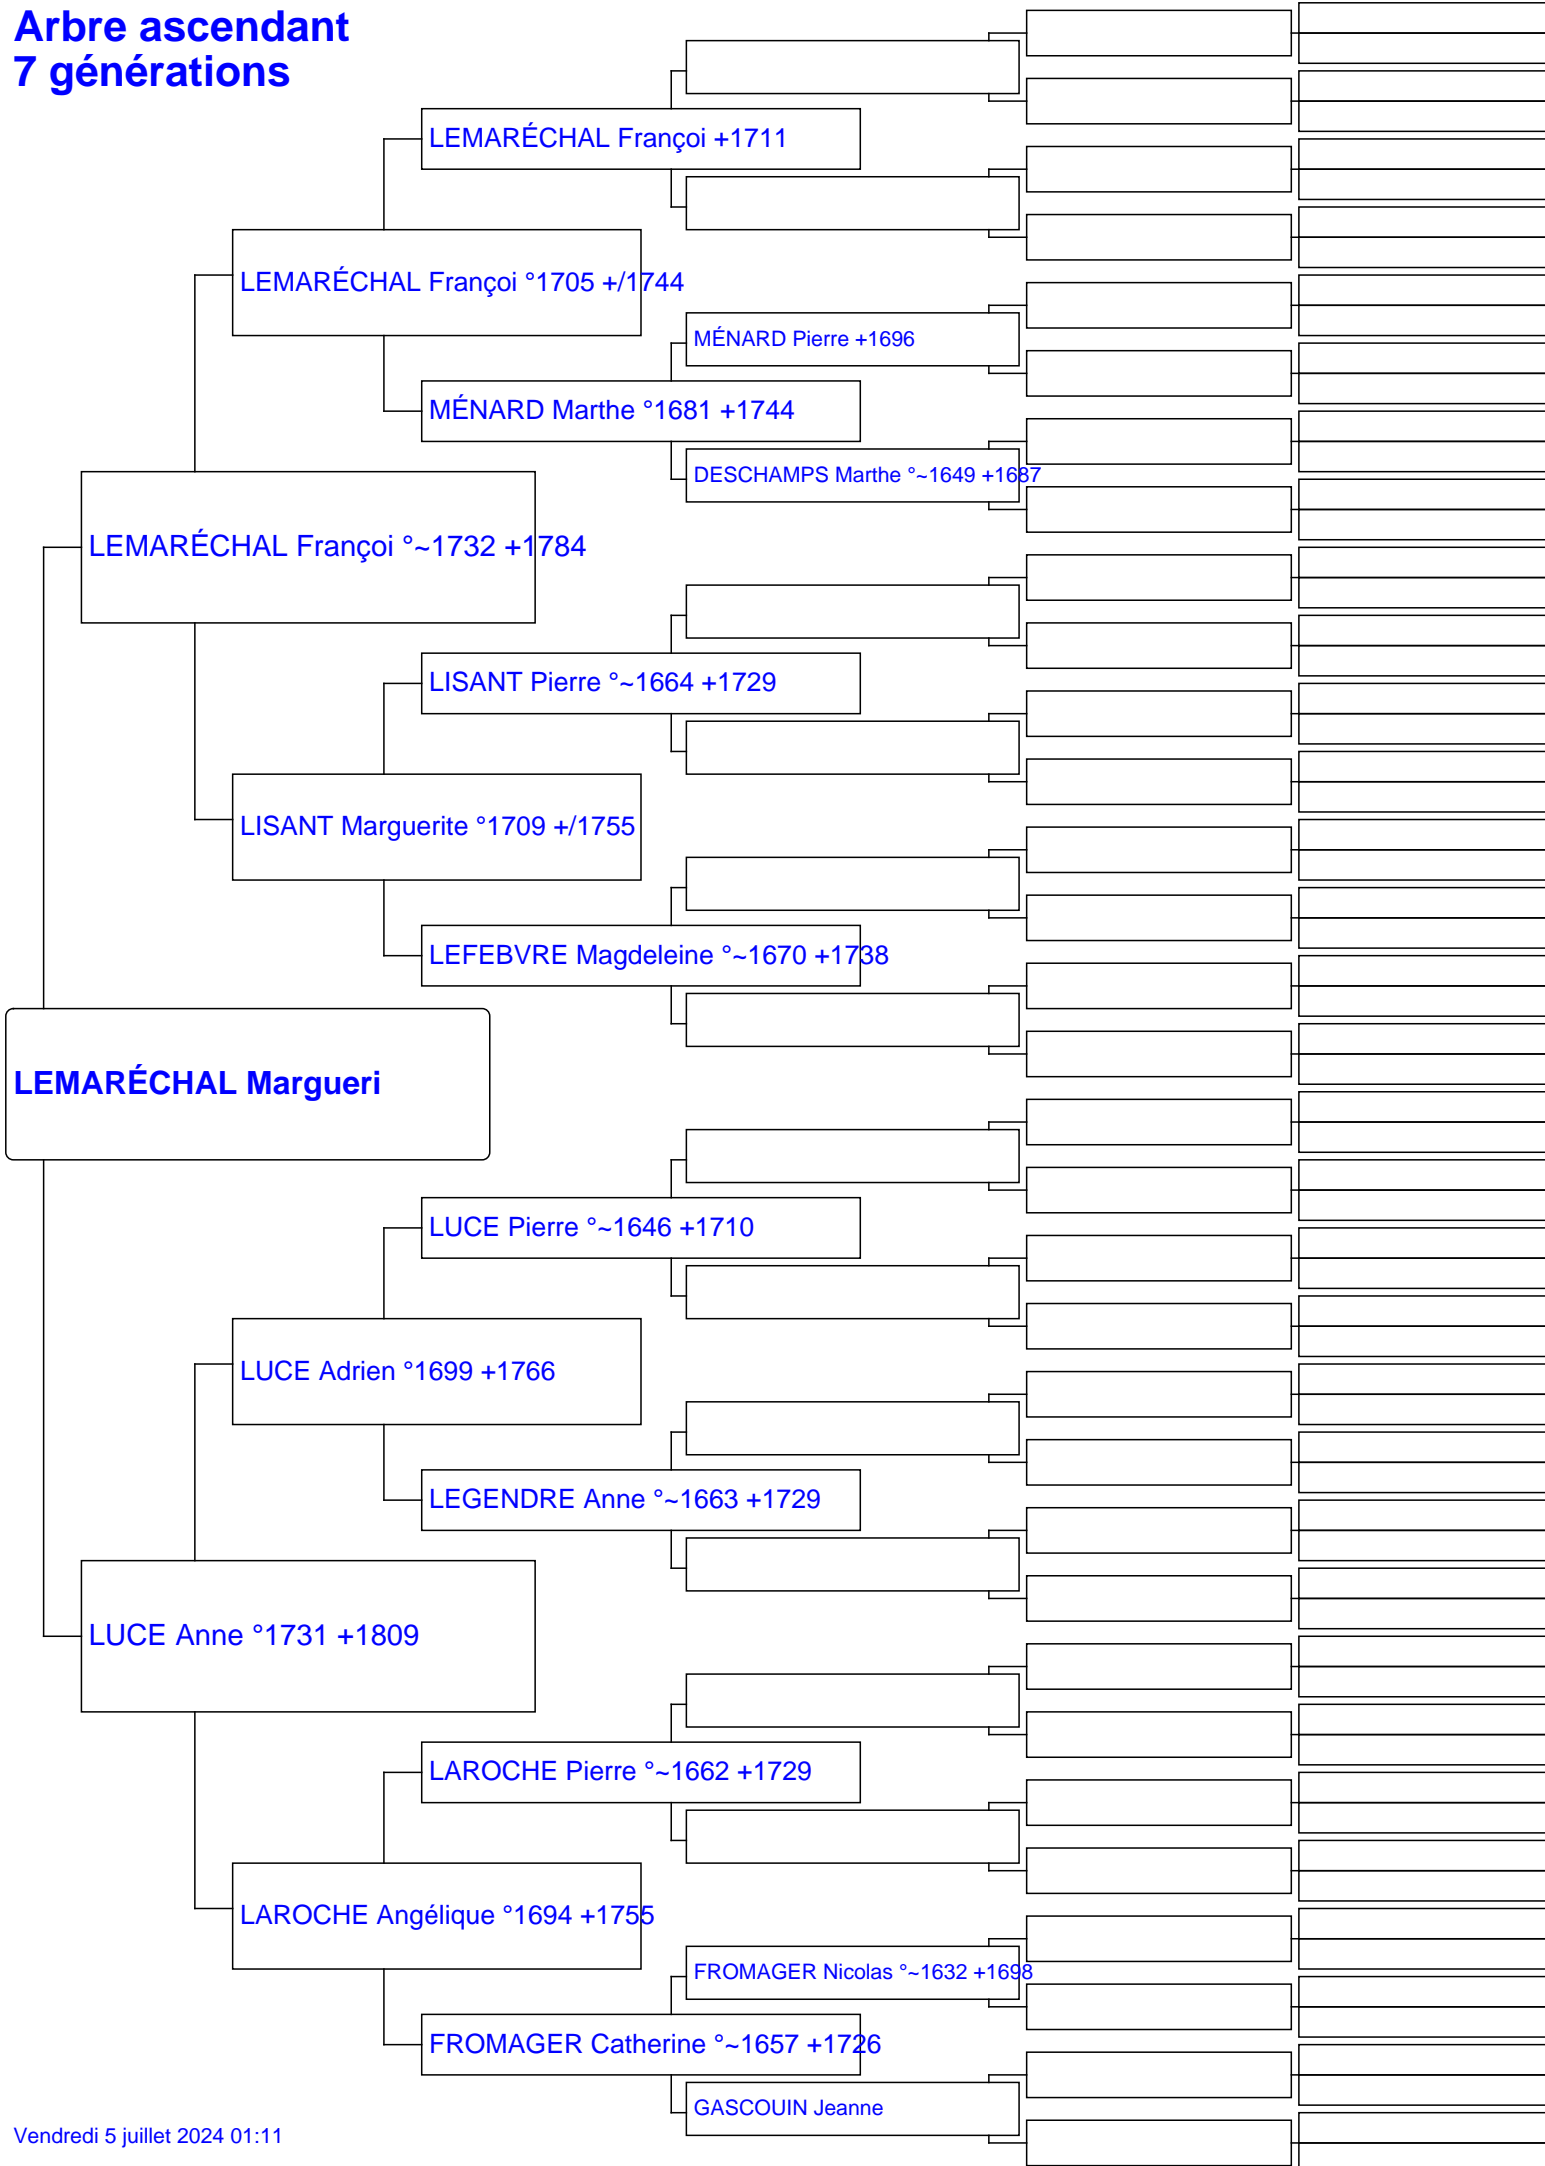 Arbre ascendant
7 générations
LEMARÉCHAL Françoi +1711
LEMARÉCHAL Françoi °1705 +/1744
MÉNARD Pierre +1696
MÉNARD Marthe °1681 +1744
DESCHAMPS Marthe °~1649 +1687
LEMARÉCHAL Françoi °~1732 +1784
LISANT Pierre °~1664 +1729
LISANT Marguerite °1709 +/1755
LEFEBVRE Magdeleine °~1670 +1738
LEMARÉCHAL Margueri
LUCE Pierre °~1646 +1710
LUCE Adrien °1699 +1766
LEGENDRE Anne °~1663 +1729
LUCE Anne °1731 +1809
LAROCHE Pierre °~1662 +1729
LAROCHE Angélique °1694 +1755
FROMAGER Nicolas °~1632 +1698
FROMAGER Catherine °~1657 +1726
GASCOUIN Jeanne
Vendredi 5 juillet 2024 01:11